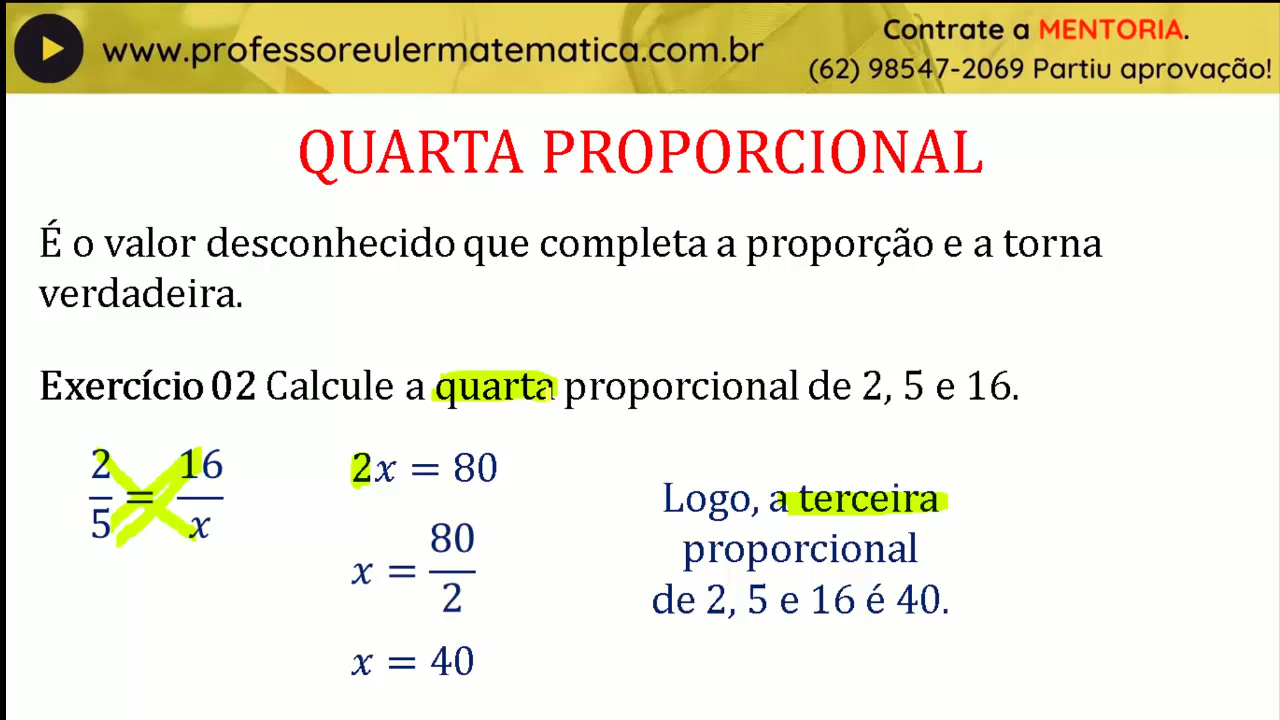 www.professoreulermatematica.com.br
Contrate a MENTORIA.
(62) 98547-2069 Partiu aprovação!
QUARTA PROPORCIONAL
É o valor desconhecido que completa a proporção e a torna
verdadeira.
Exercício 02 Calcule a quarta proporcional de 2, 5 e 16.
2/5 = 16/x
2x = 80
x = 80/2
x = 40
Logo, a terceira
proporcional
de 2, 5 e 16 é 40.